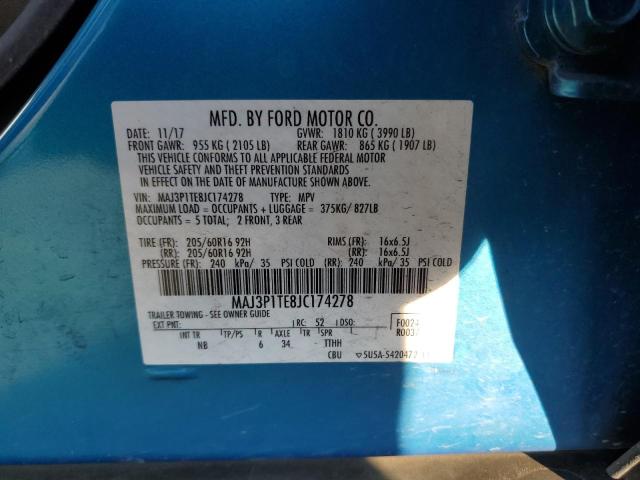 MFD. BY FORD MOTOR CO.
11/17 GVWR: 1810 KG ( 3990 LB)
FRONT GAWR: 955 KG ( 2105 LB) REAR GAWR: 865 KG ( 1907 LB)
THIS VEHICLE CONFORMS TO ALL APPLICABLE FEDERAL MOTOR
VEHICLE SAFETY AND THEFT PREVENTION STANDARDS
IN EFFECT ON THE DATE OF MANUFACTURE SHOWN ABOVE.
VIN: MAJ3P1TE8JC174278 TYPE: MPV
MAXIMUM LOAD = OCCUPANTS + LUGGAGE = 375KG/ 827LB
OCCUPANTS = 5 TOTAL; 2 FRONT, 3 REAR
TIRE (FR): 205/60R16 92H RIMS (FR): 16x6.5J
(RR): 205/60R16 92H (RR): 16x6.5J
PRESSURE (FR): 240 kPa/ 35 PSI COLD (RR): 240 kPa/ 35 PSI COLD
MAJ3P1TE8JC174278
TRAILER TOWING - SEE OWNER GUIDE
EXT PNT: RC: 52 DSO: F0024
R0037
INT TR TP/PS R AXLE TR SPR
NB 6 34 TTHH
CBU 5U5A-5420472